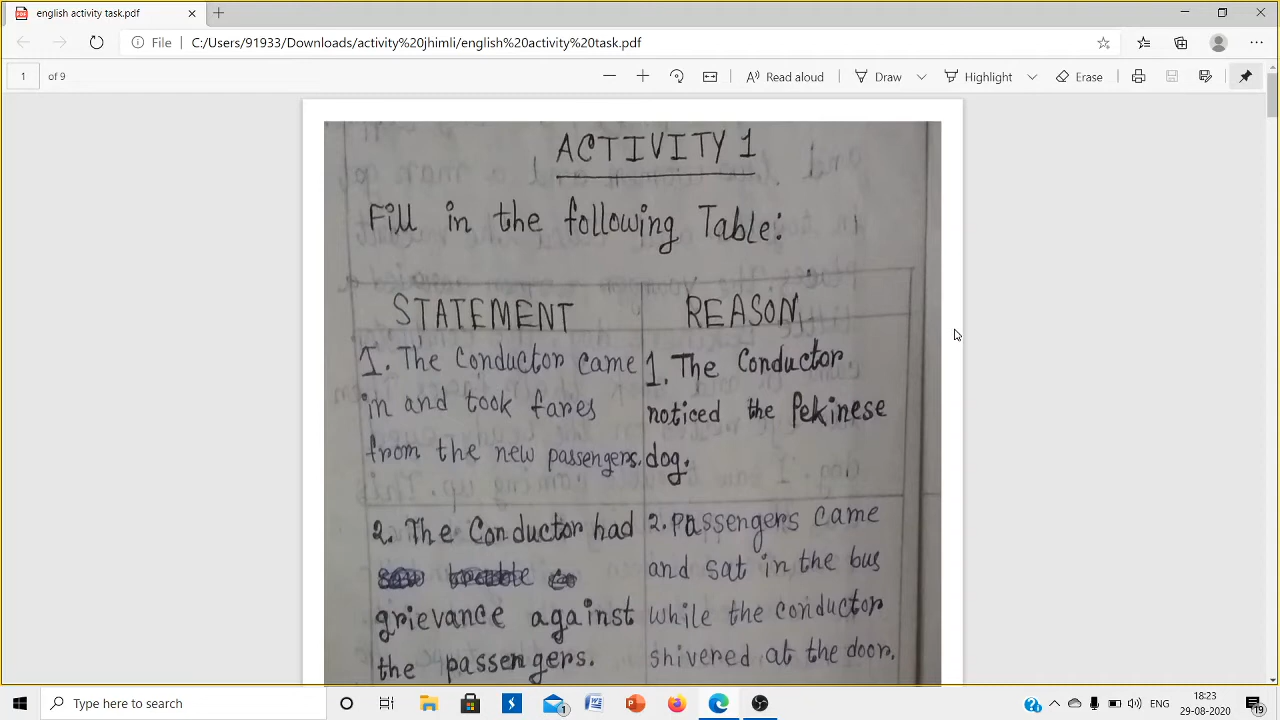 english activity task.pdf
File
C:/Users/91933/Downloads/activity%20jhimli/english%20activity%20task.pdf
1
of 9
Read aloud
Draw
Highlight
Erase
ACTIVITY 1
Fill in the following Table:
STATEMENT
REASON
1. The Conductor came
in and took fares
from the new passengers.
1. The Conductor
noticed the Pekinese
dog.
2. The Conductor had
grievance against
the passengers.
2. Passengers came
and sat in the bus
while the conductor
shivered at the door.
Type here to search
1
ENG
18:23
29-08-2020
19